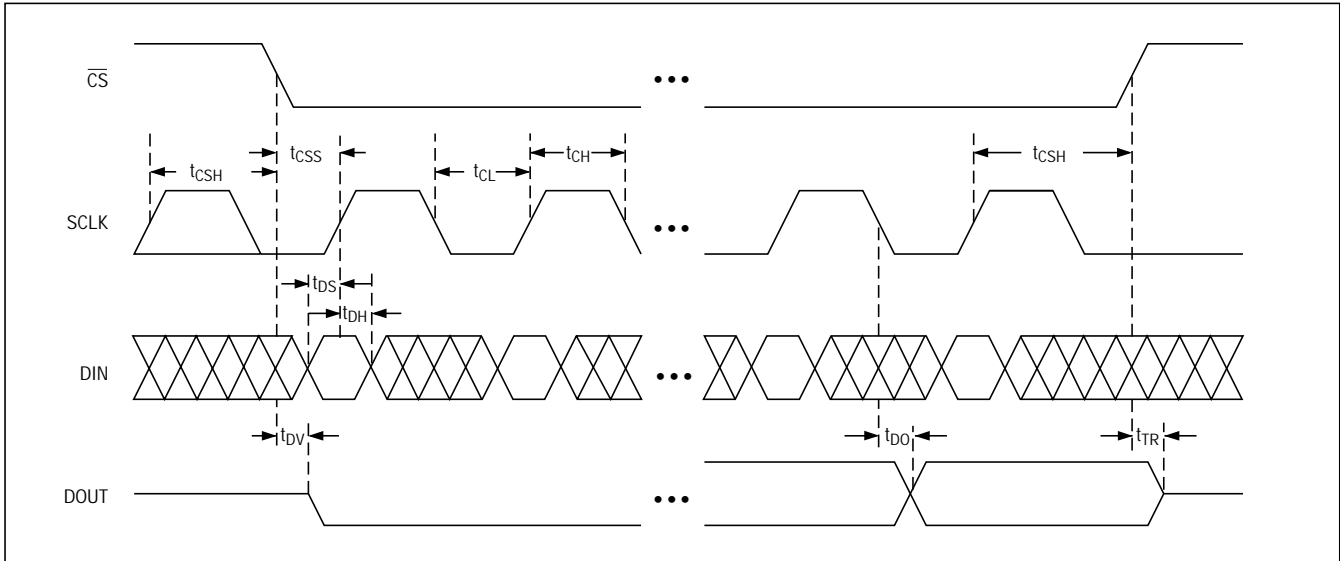 CS
•••
tCSS
tCH
tCSH
tCL
tCSH
SCLK
•••
tDS
tDH
DIN
•••
tDV
tDO
tTR
DOUT
•••